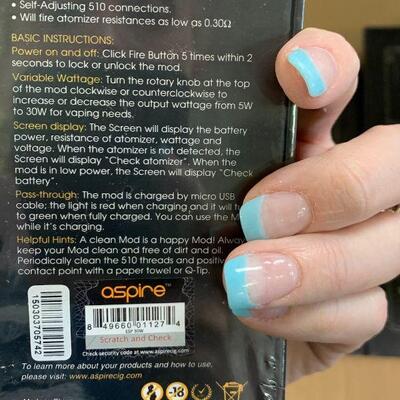 • Self-Adjusting 510 connections.
• Will fire atomizer resistances as low as 0.30Ω
BASIC INSTRUCTIONS:
Power on and off: Click Fire Button 5 times within 2
seconds to lock or unlock the mod.
Variable Wattage: Turn the rotary knob at the top
of the mod clockwise or counterclockwise to
increase or decrease the output wattage from 5W
to 30W for vaping needs.
Screen display: The Screen will display the battery
power, resistance of atomizer, wattage and
voltage. When the atomizer is not detected, the
Screen will display "Check atomizer". When the
mod is in low power, the Screen will display "Check
battery".
Pass-through: The mod is charged by micro USB
cable; the light is red when charging and it will tu
to green when fully charged. You can use the M
while it's charging.
Helpful Hints: A clean Mod is a happy Mod! Alway
keep your Mod clean and free of dirt and oil.
Periodically clean the 510 threads and positiv
contact point with a paper towel or Q-Tip.
aspire
150303705742
8 49660 01127 4
ESP 30W
Scratch and Check
Check security code at www.aspirecig.com
To learn more about your products and how to use,
please visit: www.aspirecig.com
-18